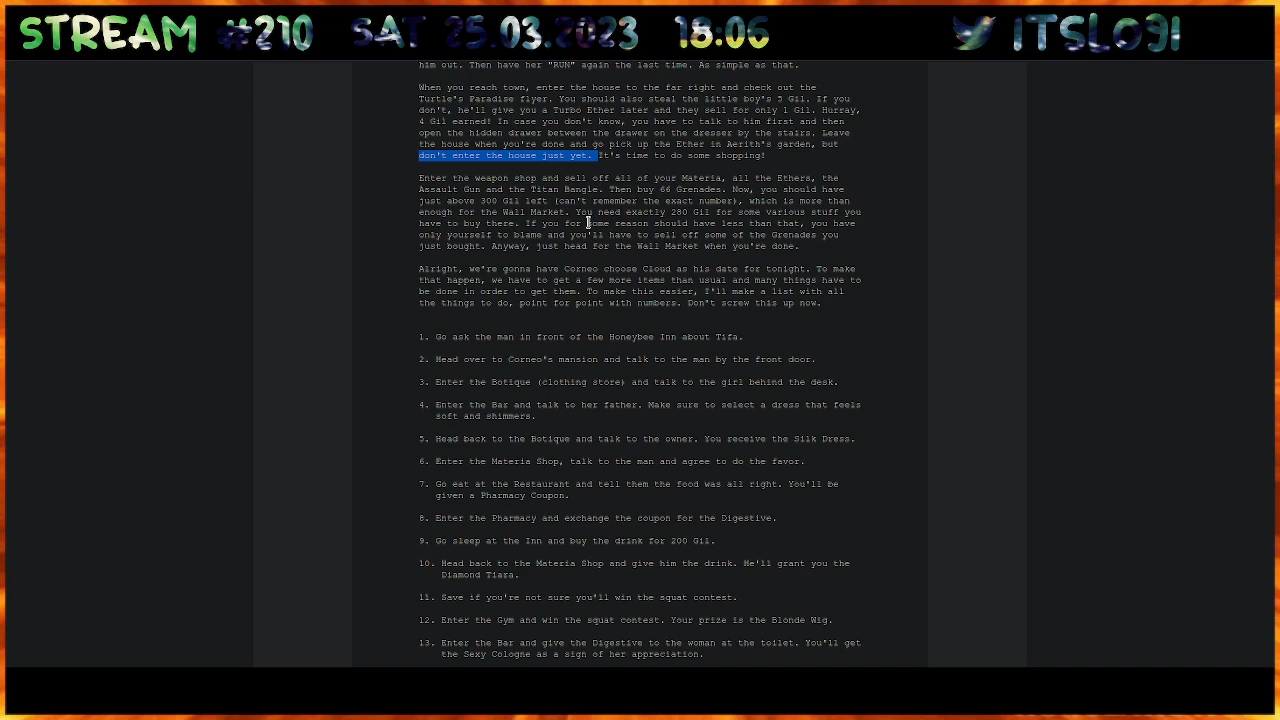 STREAM #210 SAT 25.03.2023 18:06 ITSLOGI
him out. Then have her "RUN" again the last time. As simple as that.
When you reach town, enter the house to the far right and check out the
Turtle's Paradise flyer. You should also steal the little boy's 5 Gil. If you
don't, he'll give you a Turbo Ether later and they sell for only 1 Gil. Hurray,
4 Gil earned! In case you don't know, you have to talk to him first and then
open the hidden drawer between the drawer on the dresser by the stairs. Leave
the house when you're done and go pick up the Ether in Aerith's garden, but
don't enter the house just yet. It's time to do some shopping!
Enter the weapon shop and sell off all of your Materia, all the Ethers, the
Assault Gun and the Titan Bangle. Then buy 66 Grenades. Now, you should have
just above 300 Gil left (can't remember the exact number), which is more than
enough for the Wall Market. You need exactly 280 Gil for some various stuff you
have to buy there. If you for some reason should have less than that, you have
only yourself to blame and you'll have to sell off some of the Grenades you
just bought. Anyway, just head for the Wall Market when you're done.
Alright, we're gonna have Corneo choose Cloud as his date for tonight. To make
that happen, we have to get a few more items than usual and many things have to
be done in order to get them. To make this easier, I'll make a list with all
the things to do, point for point with numbers. Don't screw this up now.
1. Go ask the man in front of the Honeybee Inn about Tifa.
2. Head over to Corneo's mansion and talk to the man by the front door.
3. Enter the Botique (clothing store) and talk to the girl behind the desk.
4. Enter the Bar and talk to her father. Make sure to select a dress that feels
soft and shimmers.
5. Head back to the Botique and talk to the owner. You receive the Silk Dress.
6. Enter the Materia Shop, talk to the man and agree to do the favor.
7. Go eat at the Restaurant and tell them the food was all right. You'll be
given a Pharmacy Coupon.
8. Enter the Pharmacy and exchange the coupon for the Digestive.
9. Go sleep at the Inn and buy the drink for 200 Gil.
10. Head back to the Materia Shop and give him the drink. He'll grant you the
Diamond Tiara.
11. Save if you're not sure you'll win the squat contest.
12. Enter the Gym and win the squat contest. Your prize is the Blonde Wig.
13. Enter the Bar and give the Digestive to the woman at the toilet. You'll get
the Sexy Cologne as a sign of her appreciation.